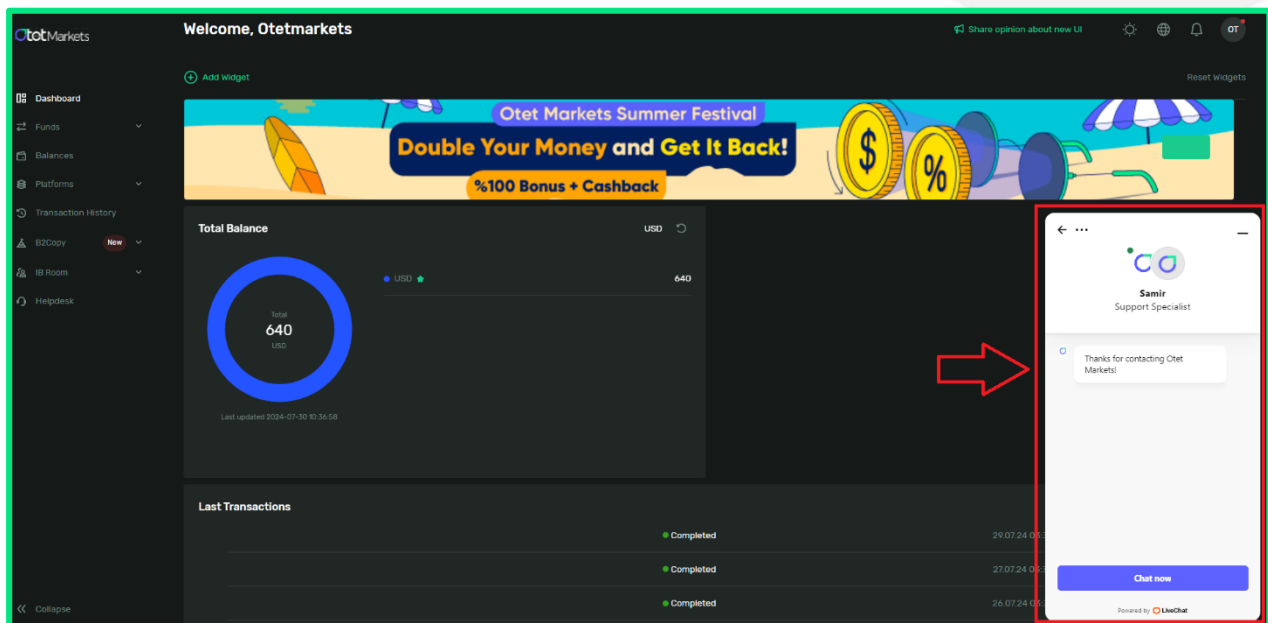 OtetMarkets
Welcome, Otetmarkets
Share opinion about new UI
OT
Add Widget
Reset Widgets
Dashboard
Funds
Balances
Platforms
Transaction History
B2Copy New
IB Room
Helpdesk
Collapse
Otet Markets Summer Festival
Double Your Money and Get It Back!
%100 Bonus + Cashback
$
%
Total Balance
USD
Total
640
USD
USD 640
Last updated 2024-07-30 10:36:58
Last Transactions
Completed 29.07.24
Completed 27.07.24
Completed 26.07.24
Samir
Support Specialist
Thanks for contacting Otet
Markets!
Chat now
Powered by LiveChat